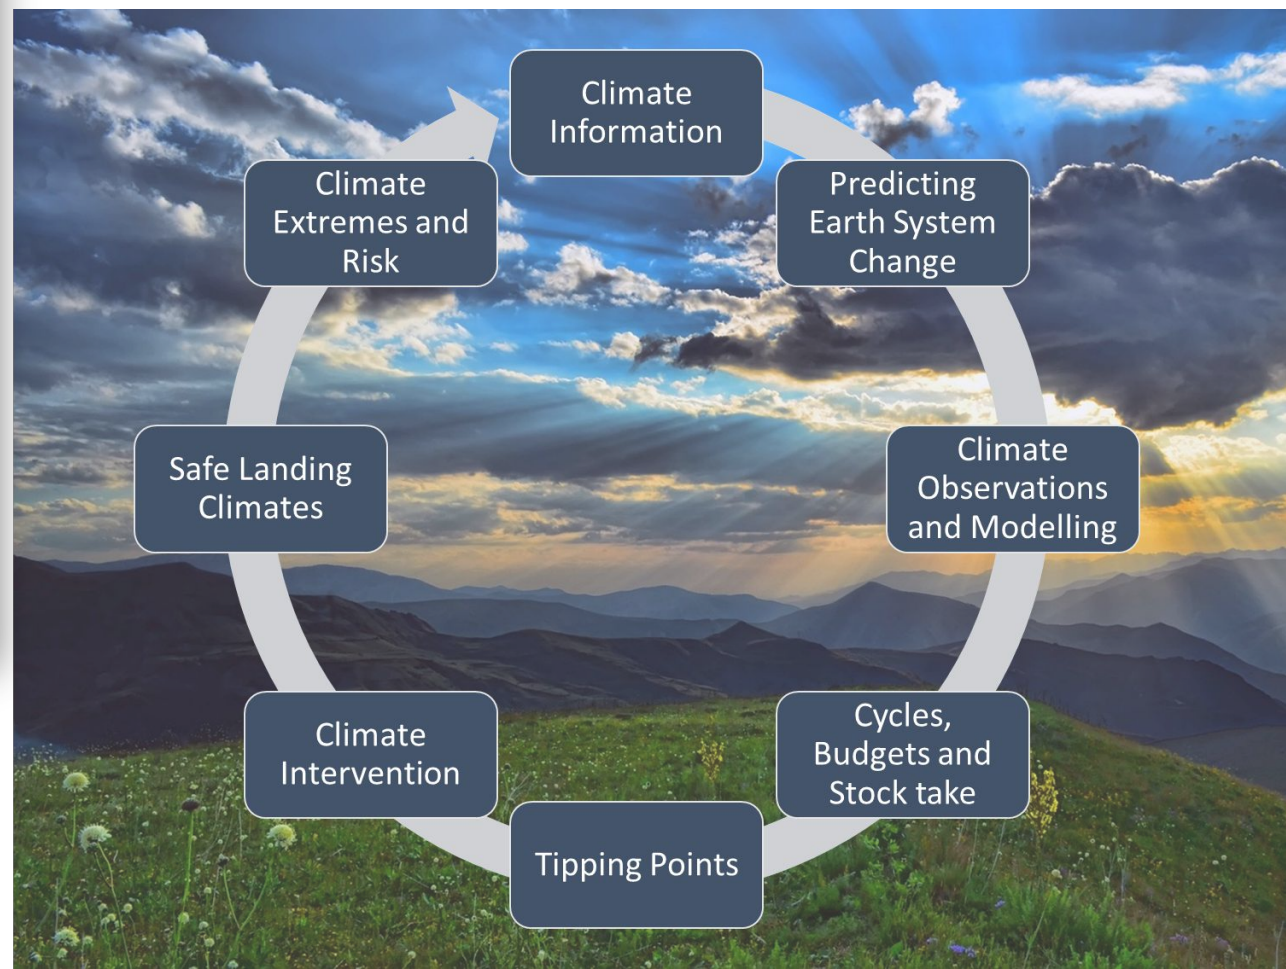 Climate
Information
Predicting
Earth System
Change
Climate
Observations
and Modelling
Cycles,
Budgets and
Stock take
Tipping Points
Climate
Intervention
Safe Landing
Climates
Climate
Extremes and
Risk